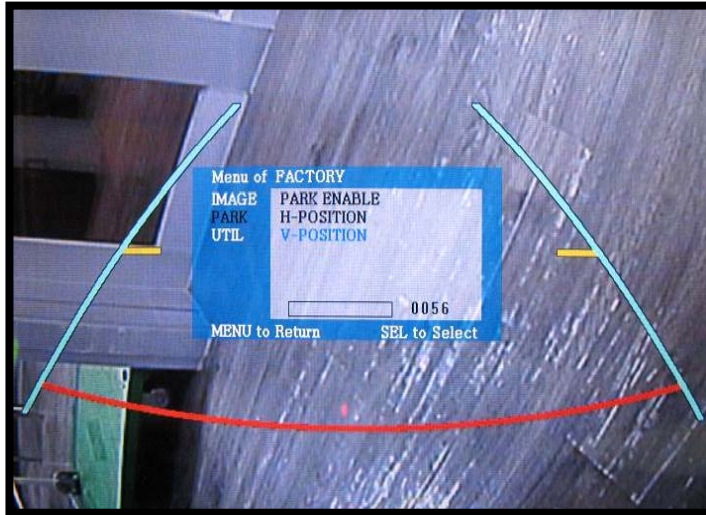 Menu of FACTORY
IMAGE PARK ENABLE
PARK H-POSITION
UTIL V-POSITION
0056
MENU to Return SEL to Select